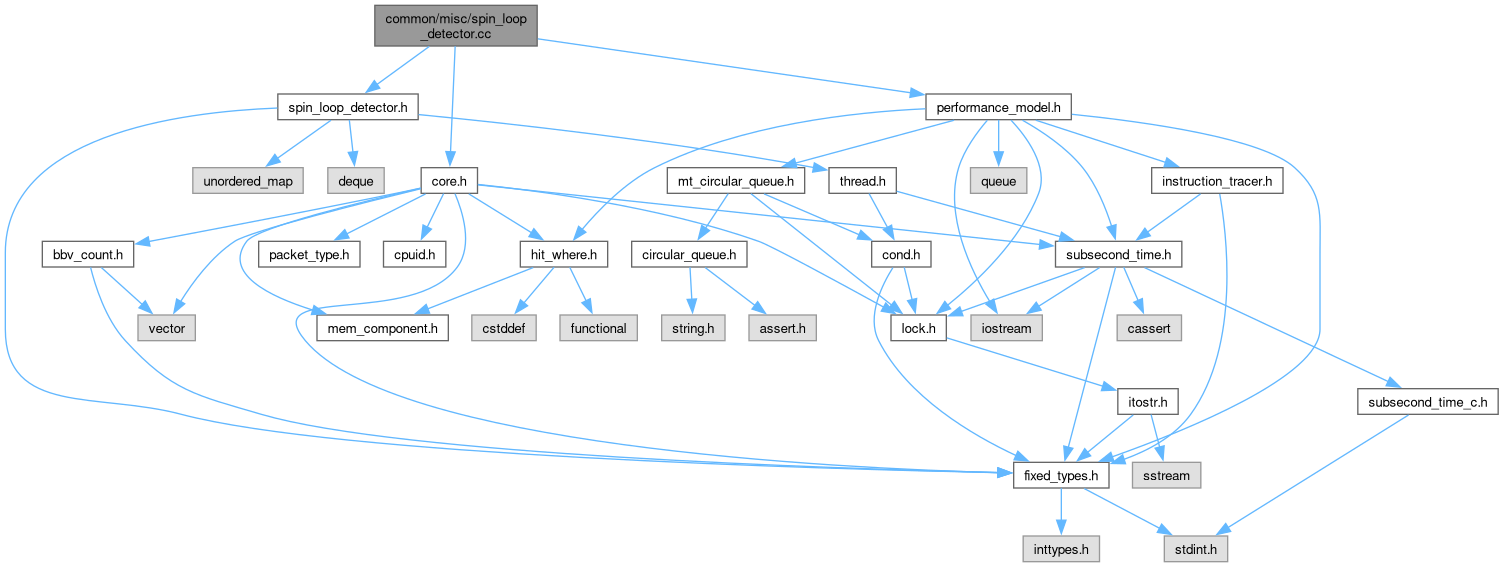 common/misc/spin_loop
_detector.cc
spin_loop_detector.h
performance_model.h
unordered_map
deque
core.h
mt_circular_queue.h
thread.h
queue
instruction_tracer.h
bbv_count.h
packet_type.h
cpuid.h
hit_where.h
circular_queue.h
cond.h
subsecond_time.h
vector
mem_component.h
cstddef
functional
string.h
assert.h
lock.h
iostream
cassert
itostr.h
subsecond_time_c.h
fixed_types.h
sstream
inttypes.h
stdint.h